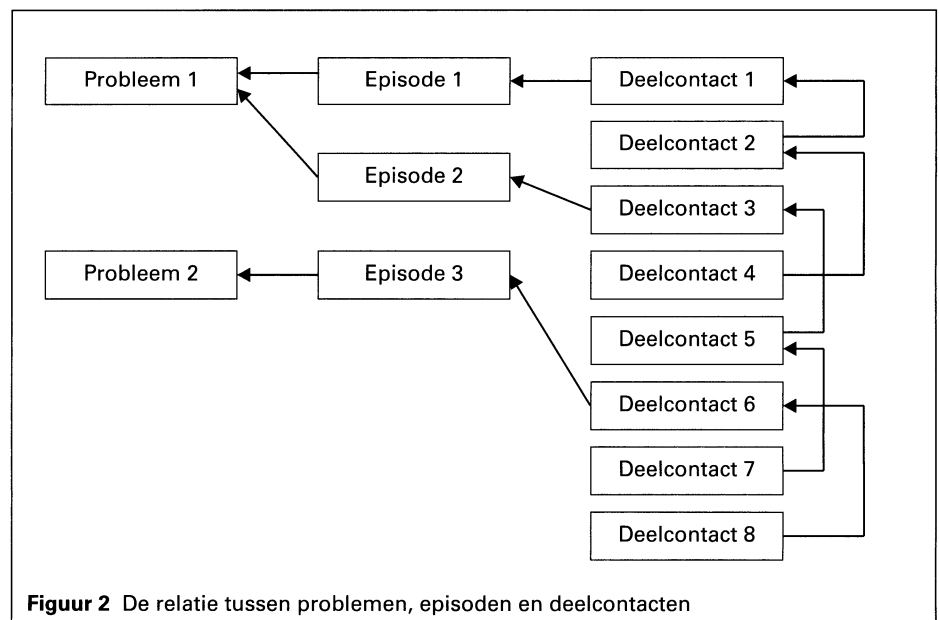 Probleem 1 Episode 1 Deelcontact 1
Deelcontact 2
Episode 2
Deelcontact 3
Probleem 2 Episode 3 Deelcontact 4
Deelcontact 5
Deelcontact 6
Deelcontact 7
Deelcontact 8
Figuur 2 De relatie tussen problemen, episoden en deelcontacten